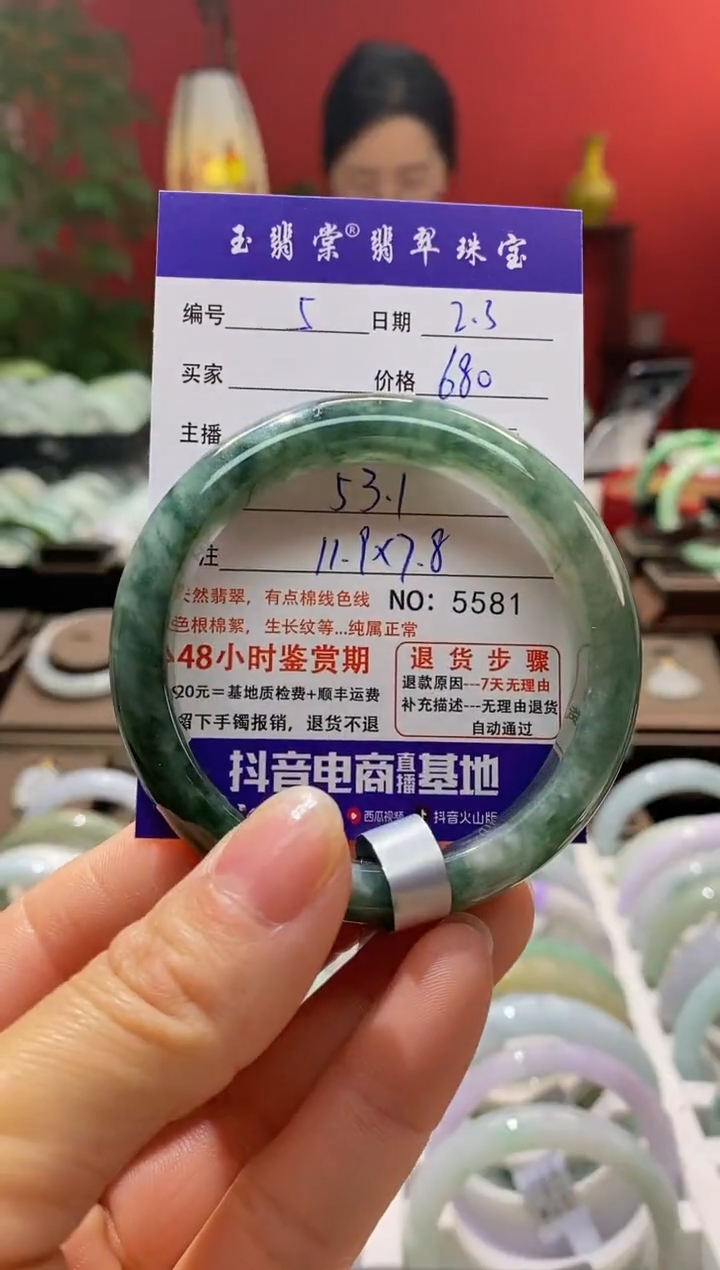 玉翡棠®翡翠珠宝
编号 5 日期 2.3
买家 价格 680
主播
53.1
注 11.9×7.8
然翡翠，有点棉线色线 NO: 5581
色根棉絮，生长纹等...纯属正常
48小时鉴赏期
退货步骤
20元=基地质检费+顺丰运费
退款原因---7天无理由
补充描述---无理由退货
留下手镯报销，退货不退
自动通过
抖音电商直播基地
西瓜视频 抖音火山版